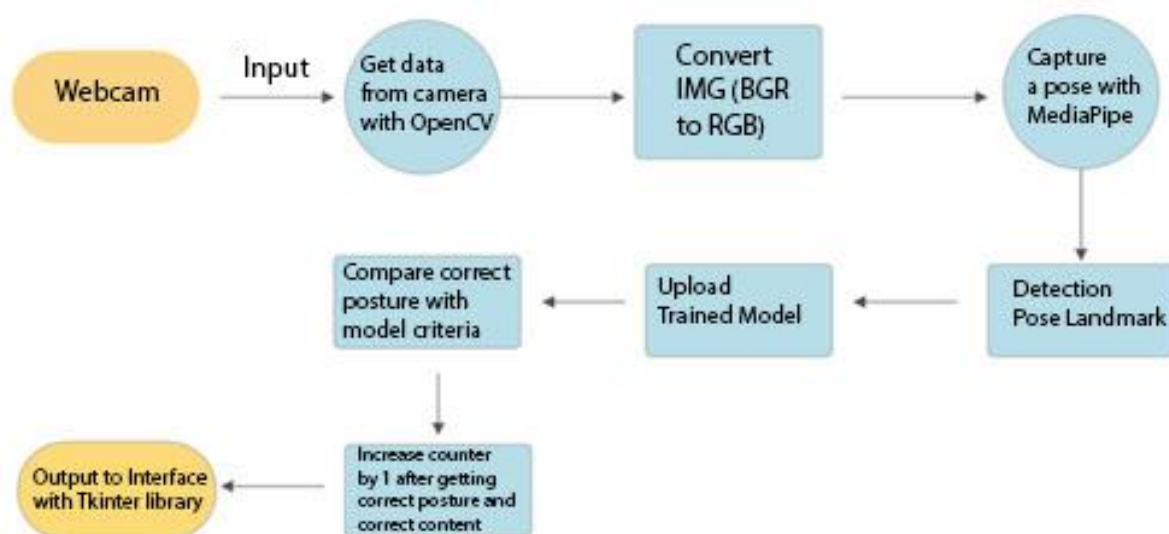 Webcam
Input
Get data
from camera
with OpenCV
Convert
IMG (BGR
to RGB)
Capture
a pose with
MediaPipe
Detection
Pose Landmark
Upload
Trained Model
Compare correct
posture with
model criteria
Increase counter
by 1 after getting
correct posture and
correct content
Output to Interface
with Tkinter library